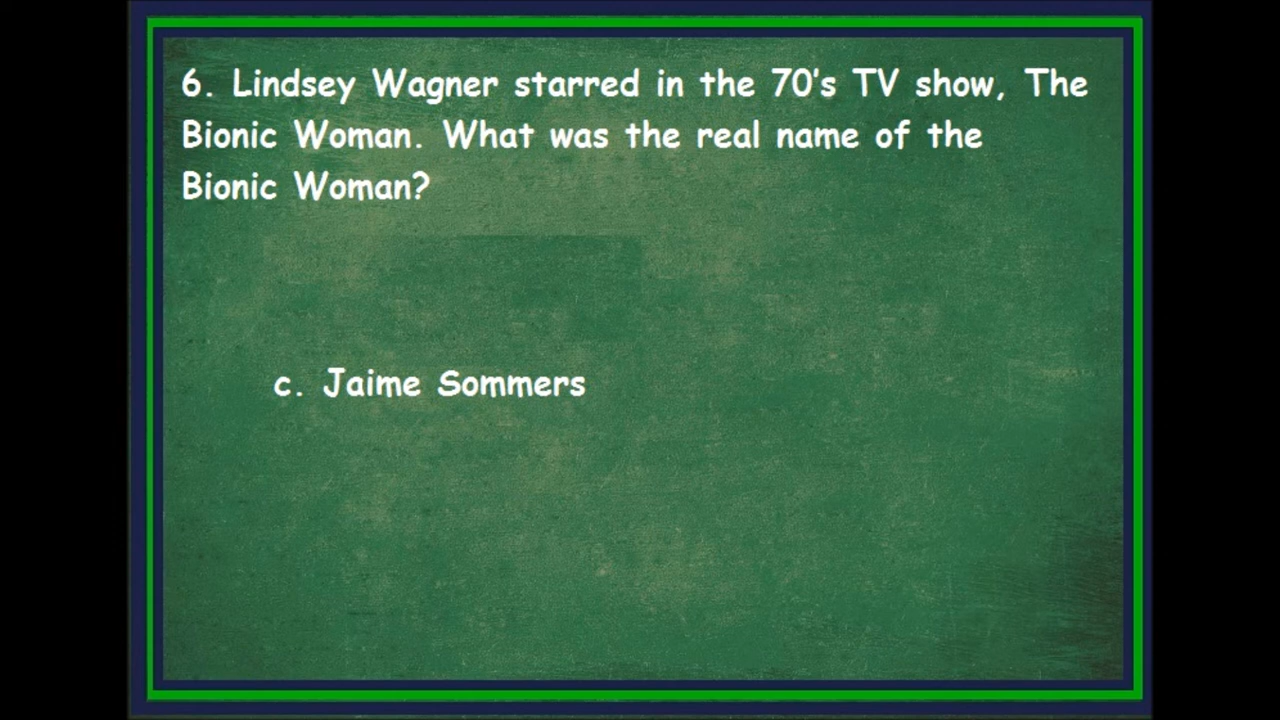 6. Lindsey Wagner starred in the 70's TV show, The
Bionic Woman. What was the real name of the
Bionic Woman?
c. Jaime Sommers